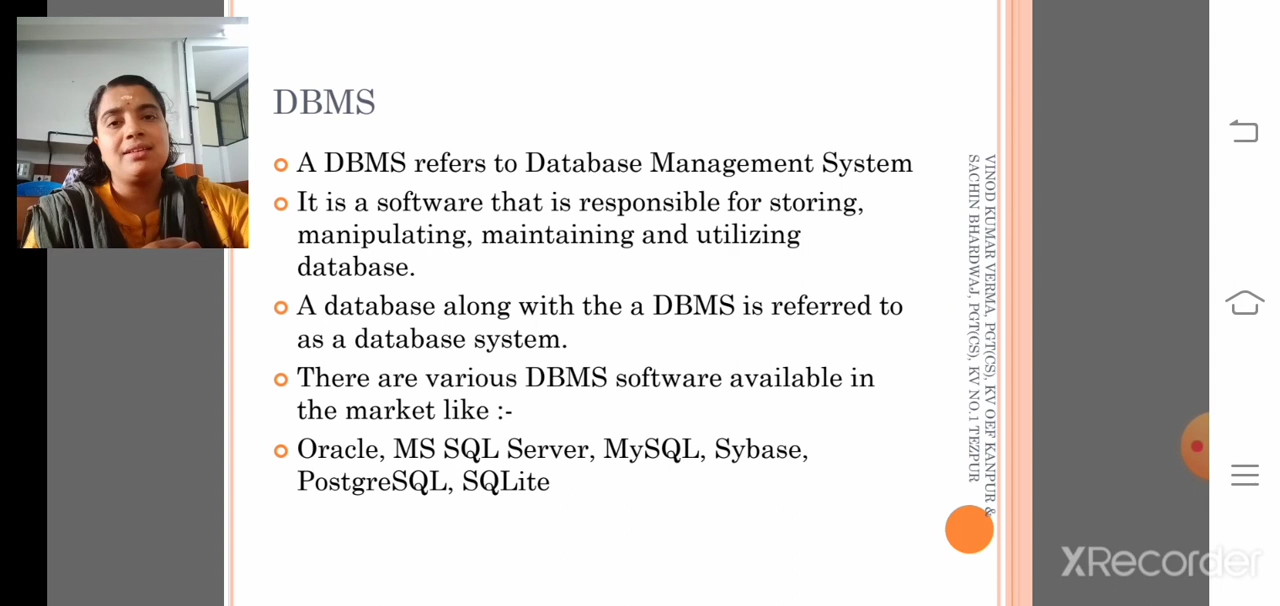 DBMS
A DBMS refers to Database Management System
It is a software that is responsible for storing,
manipulating, maintaining and utilizing
database.
A database along with the a DBMS is referred to
as a database system.
There are various DBMS software available in
the market like :-
Oracle, MS SQL Server, MySQL, Sybase,
PostgreSQL, SQLite
VINOD KUMAR VERMA, PGT(CS), KV OEF KANPUR &
SACHIN BHARDWAJ, PGT(CS), KV NO.1 TEZPUR
XRecorder